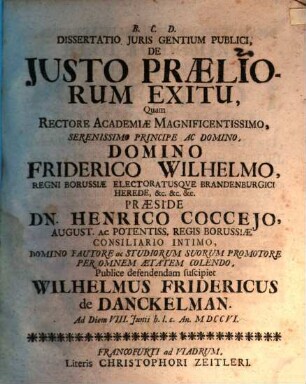 B. C. D.
DISSERTATIO JURIS GENTIUM PUBLICI,
DE
JUSTO PRÆLIO-
RUM EXITU,
Quam
RECTORE ACADEMIÆ MAGNIFICENTISSIMO,
SERENISSIMO PRINCIPE AC DOMINO,
DOMINO
FRIDERICO WILHELMO,
REGNI BORUSSIÆ ELECTORATUSQVE BRANDENBURGICI
HEREDE, &c. &c. &c.
PRÆSIDE
DN. HENRICO COCCEJO,
AUGUST. AC POTENTISS, REGIS BORUSSIÆ
CONSILIARIO INTIMO,
DOMINO FAUTORE ac STUDIORUM SUORUM PROMOTORE
PER OMNEM ÆTATEM COLENDO,
Publice defendendam suscipiet
WILHELMUS FRIDERICUS
de DANCKELMAN.
Ad Diem VIII. Junii h. l. c. An. MDCCVI.
FRANCOFURTI ad VIADRUM,
Literis CHRISTOPHORI ZEITLERI.